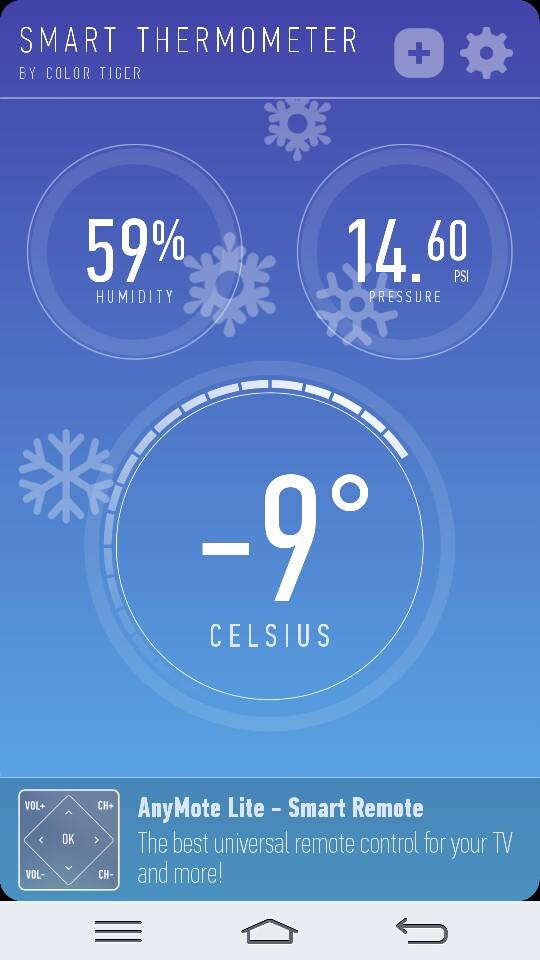 SMART THERMOMETER
BY COLOR TIGER
59%
HUMIDITY
14.60
PSI
PRESSURE
-9°
CELSIUS
VOL+ CH+
OK
VOL- CH-
AnyMote Lite - Smart Remote
The best universal remote control for your TV
and more!